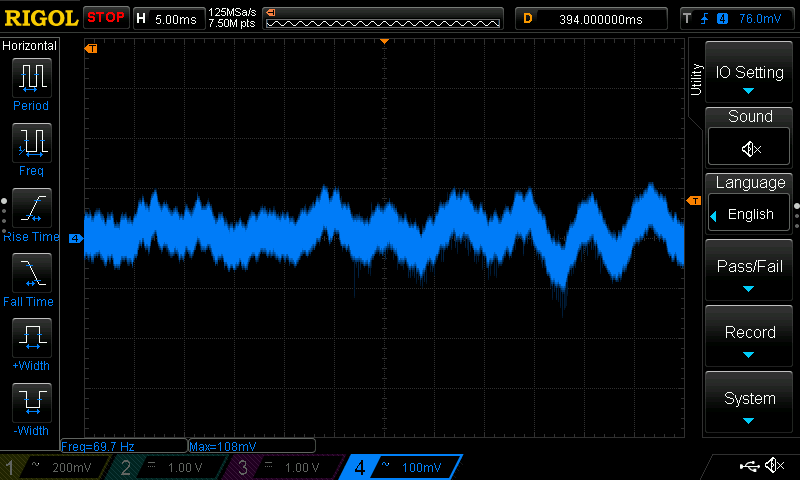 RIGOL STOP H 5.00ms 125MSa/s D 394.000000ms T 4 76.0mV
7.50M pts
Horizontal
Period
Freq
Rise Time
Fall Time
+Width
-Width
T
T
4
Freq=69.7 Hz Max=108mV
Utility
IO Setting
Sound
Language
English
Pass/Fail
Record
System
1 ~ 200mV 2 1.00 V 3 1.00 V 4 ~ 100mV